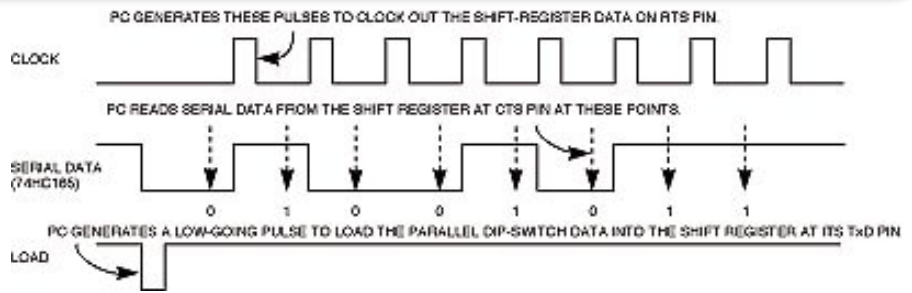 PC GENERATES THESE PULSES TO CLOCK OUT THE SHIFT-REGISTER DATA ON RTS PIN.
CLOCK
PC READS SERIAL DATA FROM THE SHIFT REGISTER AT CTS PIN AT THESE POINTS.
SERIAL DATA
(74HC165)
0 1 0 0 1 0 1 1
PC GENERATES A LOW-GOING PULSE TO LOAD THE PARALLEL DIP-SWITCH DATA INTO THE SHIFT REGISTER AT ITS TxD PIN
LOAD